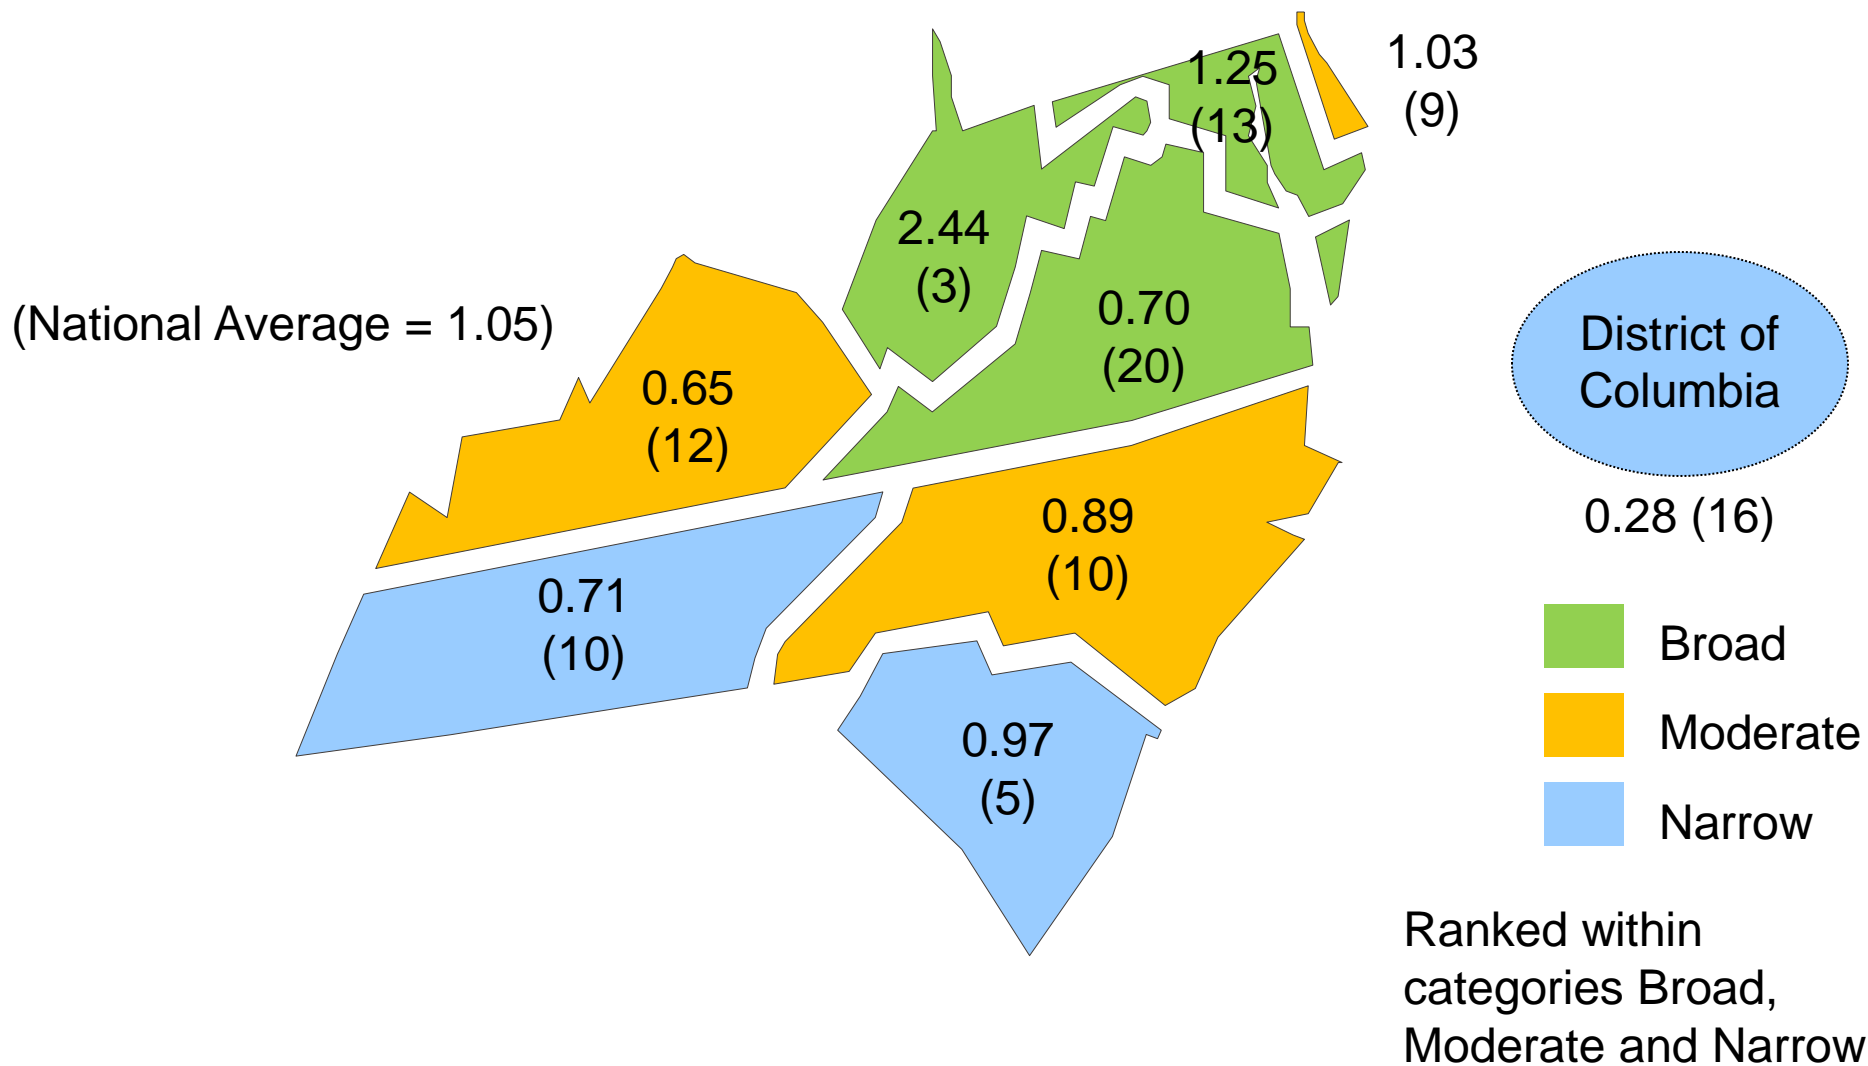 1.03
(9)
1.25
(13)
2.44
(3)
(National Average = 1.05)
0.70
(20)
District of
Columbia
0.28 (16)
0.65
(12)
0.89
(10)
0.71
(10)
0.97
(5)
Broad
Moderate
Narrow
Ranked within
categories Broad,
Moderate and Narrow